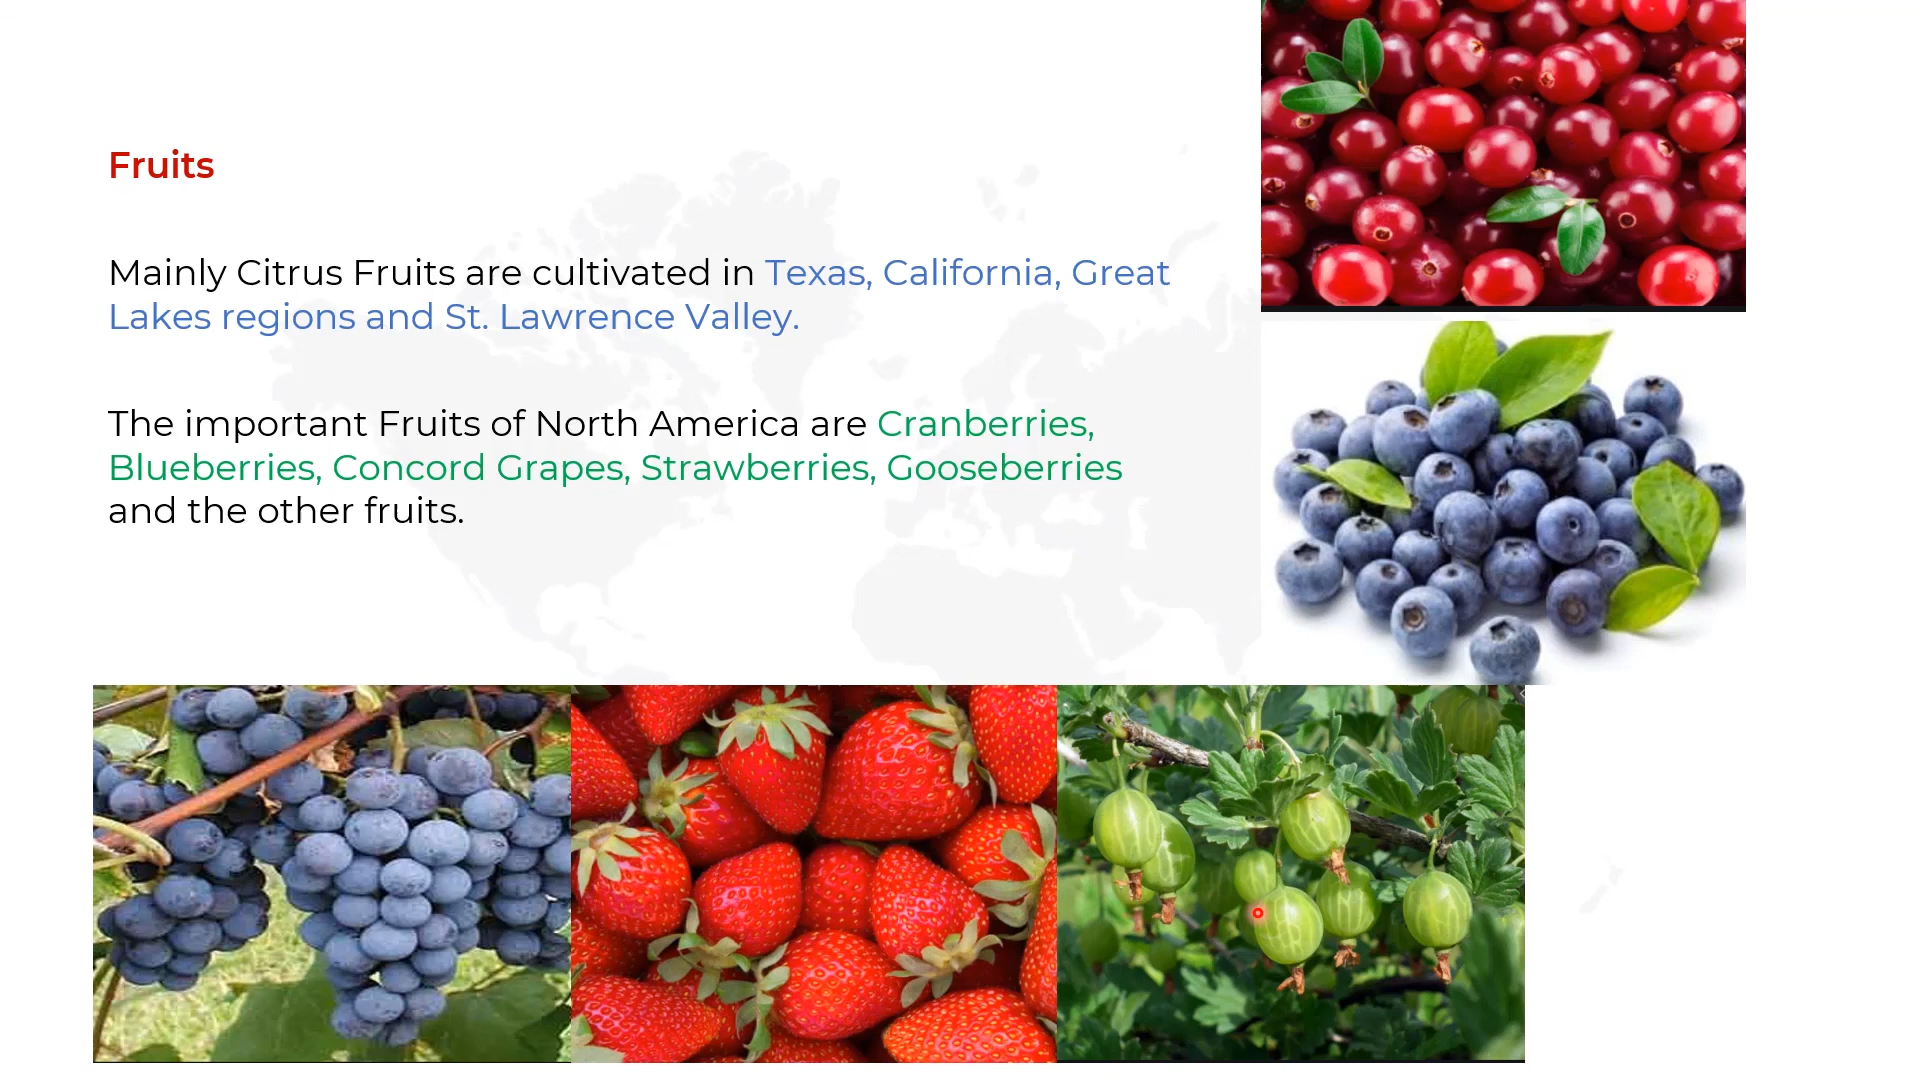 Fruits
Mainly Citrus Fruits are cultivated in Texas, California, Great
Lakes regions and St. Lawrence Valley.
The important Fruits of North America are Cranberries,
Blueberries, Concord Grapes, Strawberries, Gooseberries
and the other fruits.